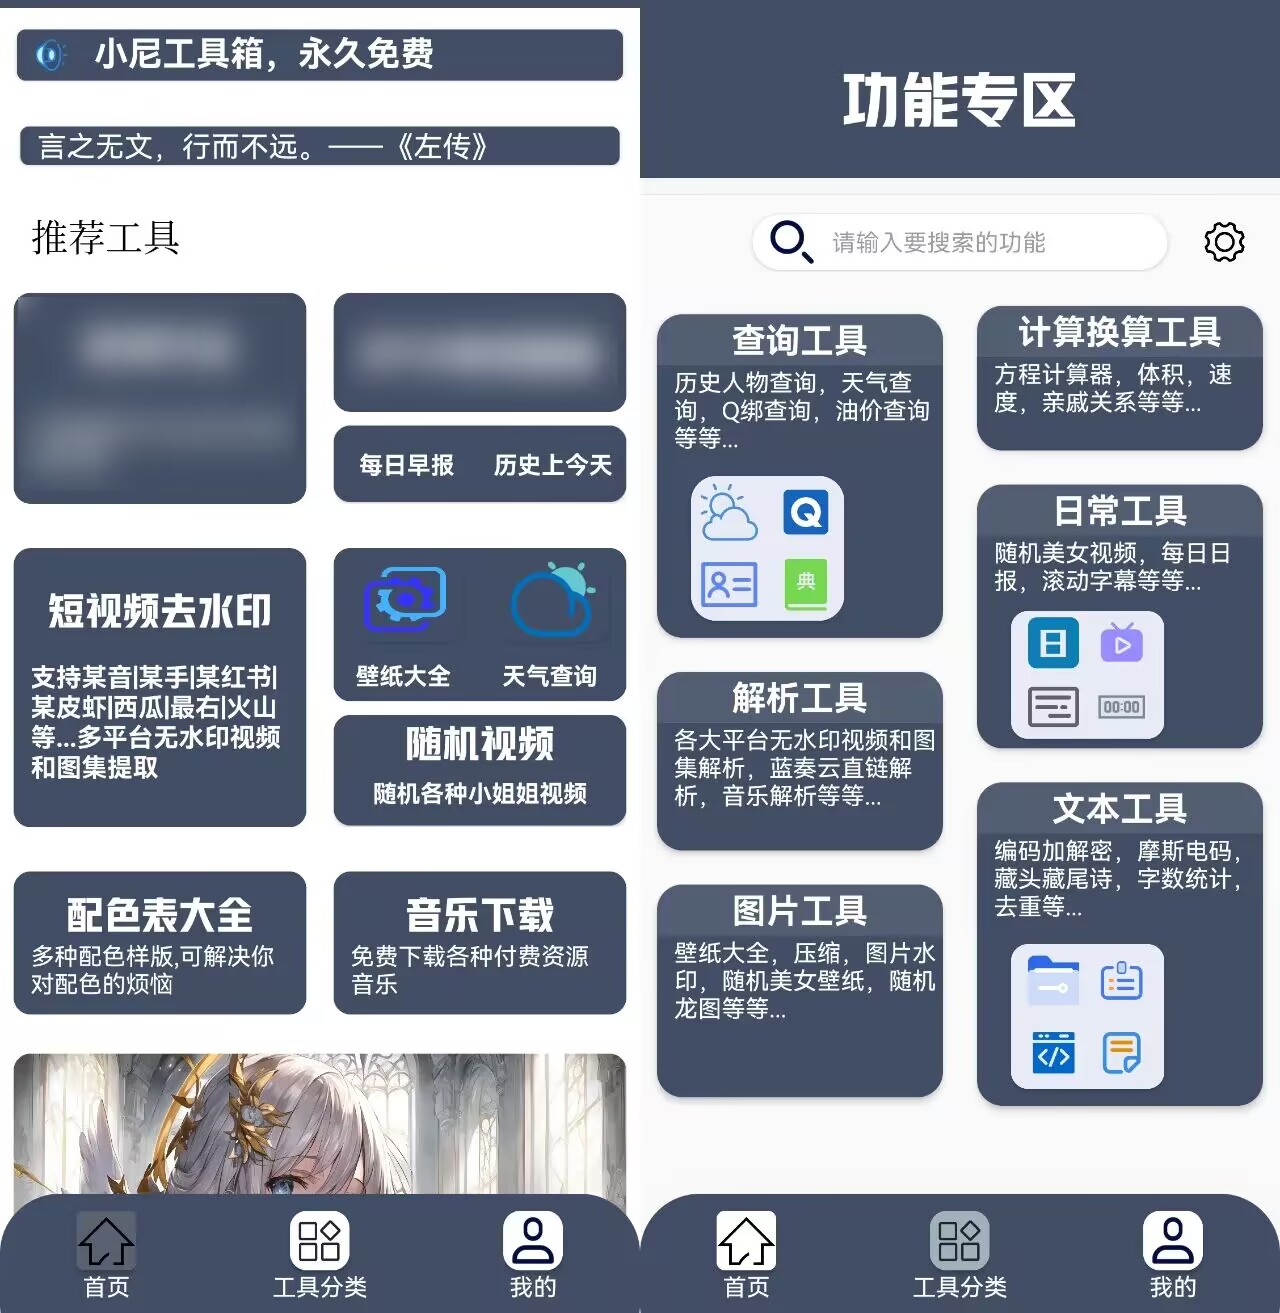 小尼工具箱，永久免费
言之无文，行而不远。——《左传》
推荐工具
每日早报
历史上今天
短视频去水印
支持某音|某手|某红书|
某皮虾|西瓜|最右|火山
等...多平台无水印视频
和图集提取
壁纸大全
天气查询
随机视频
随机各种小姐姐视频
配色表大全
多种配色样版,可解决你
对配色的烦恼
音乐下载
免费下载各种付费资源
音乐
首页
工具分类
我的
功能专区
请输入要搜索的功能
查询工具
历史人物查询，天气查
询，Q绑查询，油价查询
等等...
Q
典
解析工具
各大平台无水印视频和图
集解析，蓝奏云直链解
析，音乐解析等等...
图片工具
壁纸大全，压缩，图片水
印，随机美女壁纸，随机
龙图等等...
计算换算工具
方程计算器，体积，速
度，亲戚关系等等...
日常工具
随机美女视频，每日日
报，滚动字幕等等...
日
00:00
文本工具
编码加解密，摩斯电码，
藏头藏尾诗，字数统计，
去重等...
</>
首页
工具分类
我的